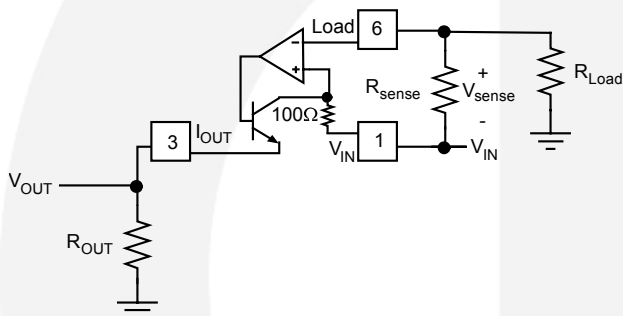 Load
6
-
+
R_sense
+
V_sense
-
R_Load
100Ω
3
I_OUT
V_IN
1
V_IN
V_OUT
R_OUT